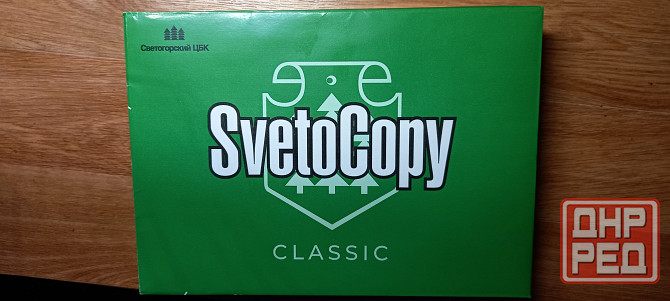 Светогорский ЦБК
SvetoCopy
CLASSIC
ДНР
РЕД